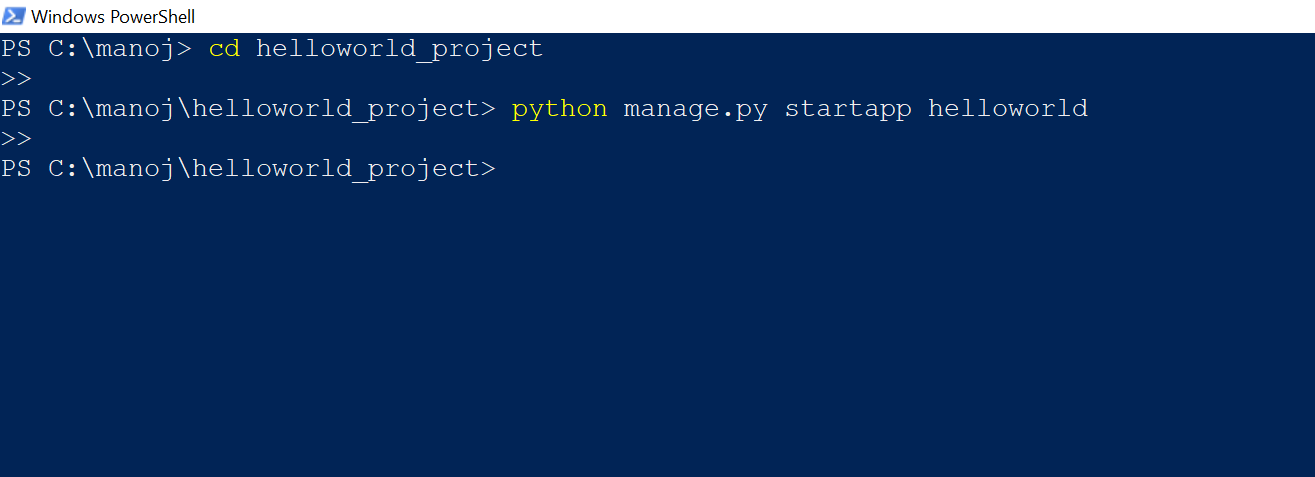 Windows PowerShell
PS C:\manoj> cd helloworld_project
>>
PS C:\manoj\helloworld_project> python manage.py startapp helloworld
>>
PS C:\manoj\helloworld_project>